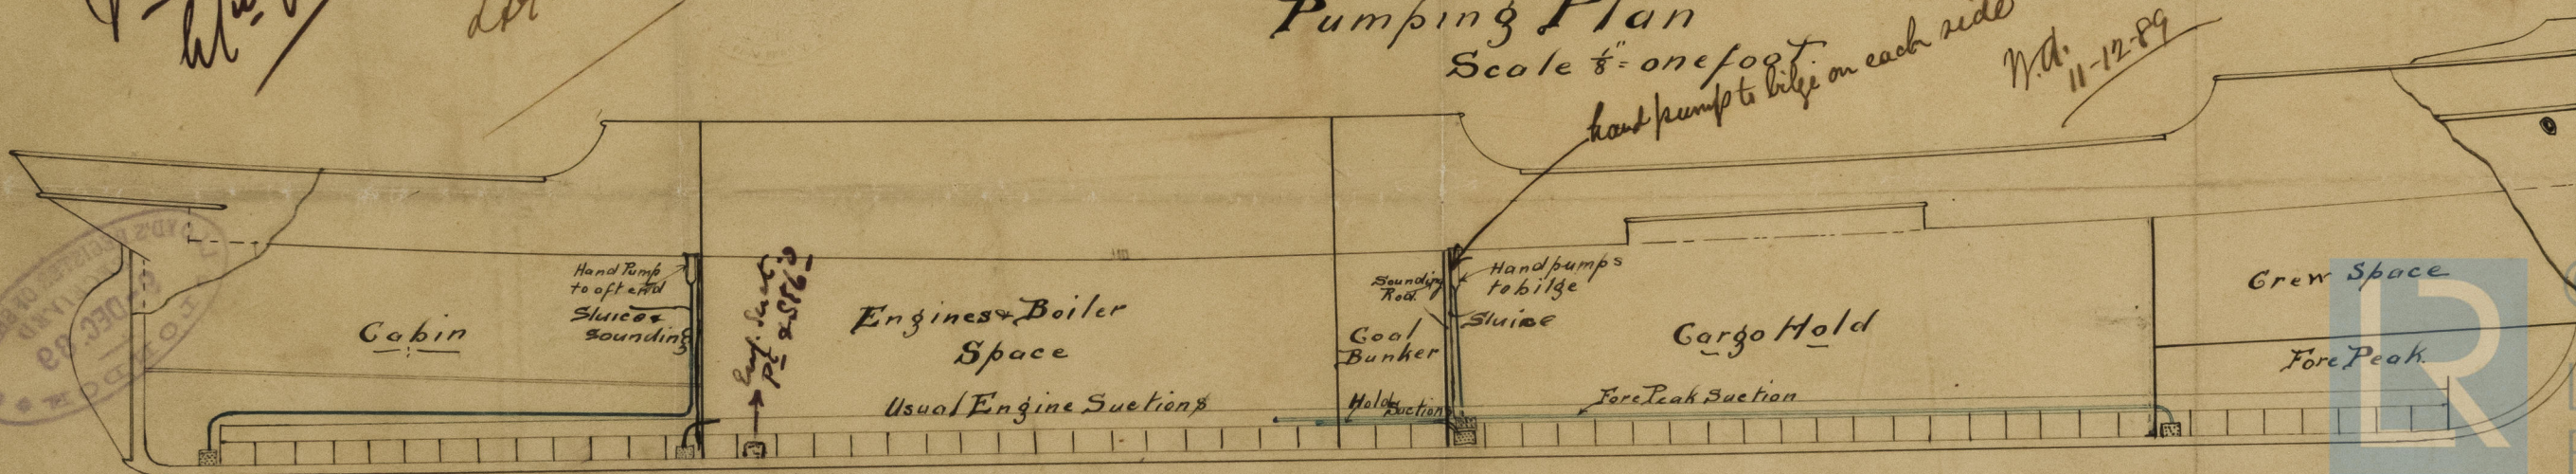 Pumping Plan
Scale 1/8" = one foot
hand pump to bilge on each side
11-12-89
Hand Pump
to aft end
Sluice &
sounding
Cabin
Engines & Boiler
Space
Usual Engine Suctions
Sounding
Rod.
Coal
Bunker
Hold
Suctions
Hand pumps
to bilge
Sluice
Cargo Hold
Fore Peak Suction
Crew Space
Fore Peak.
DEC. 89
LR